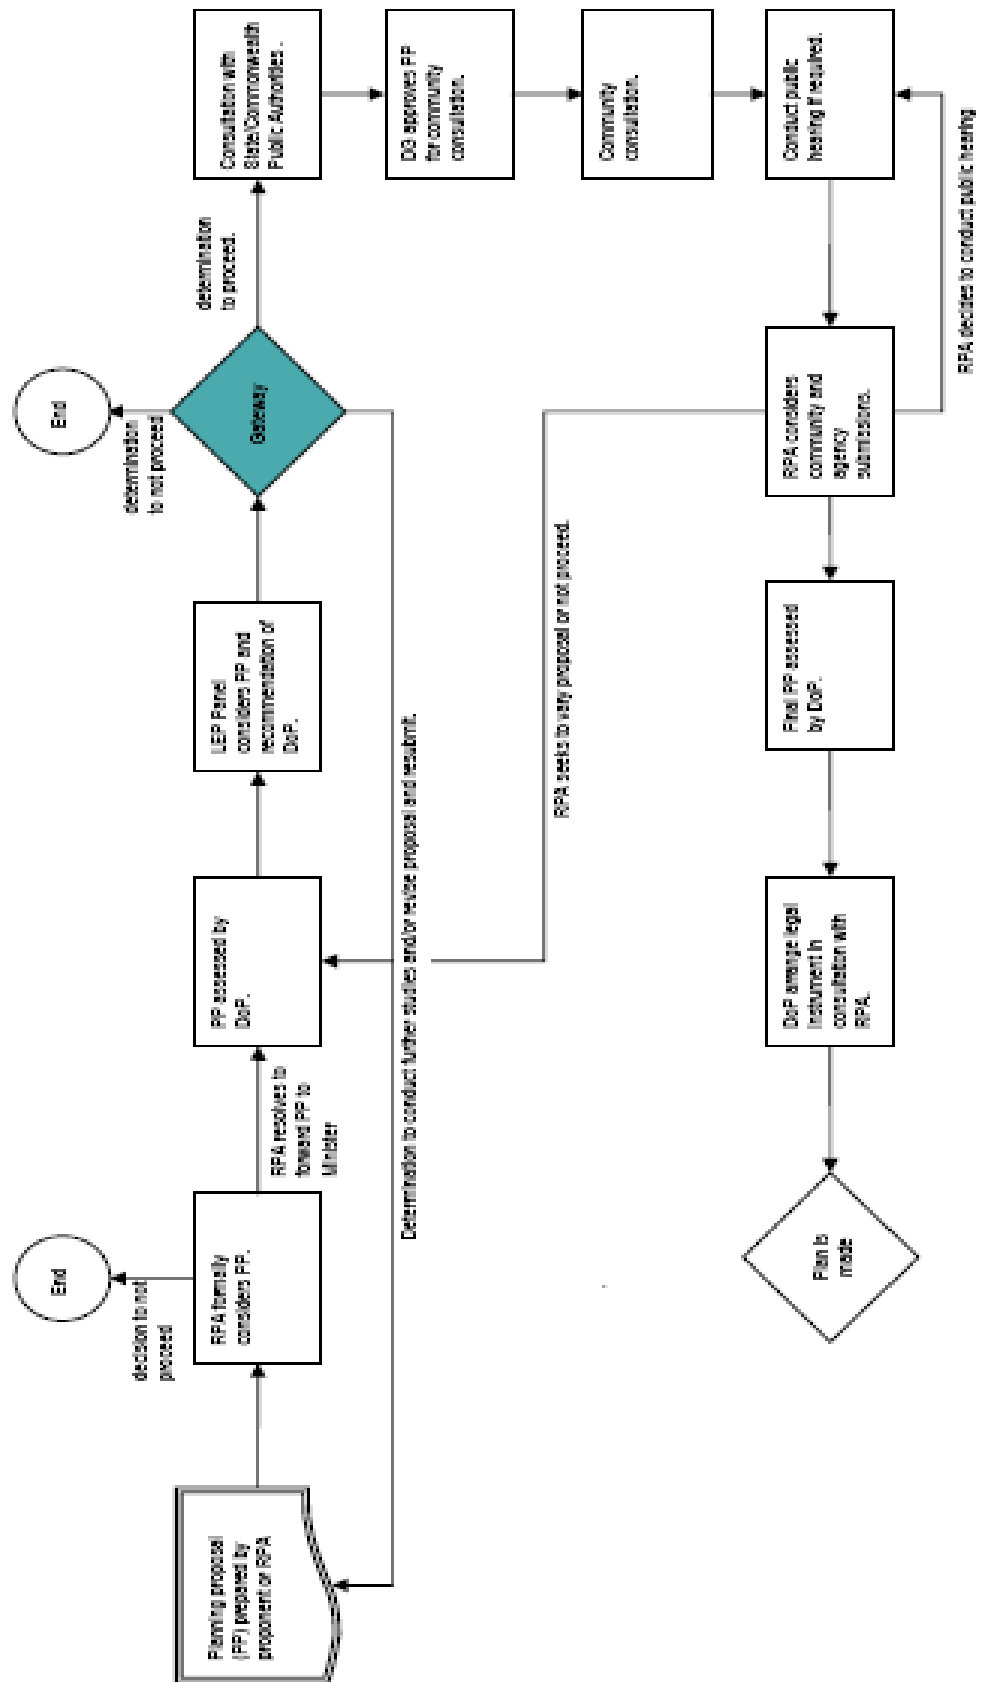 Planning proposal
(PP) prepared by
proponent or RPA
RPA formally
considers PP.
decision to not
proceed
End
RPA resolves to
forward PP to
Minister
PP assessed by
DoP.
LEP Panel
considers PP and
recommendation of
DoP.
Gateway
determination
to not proceed
End
determination
to proceed.
Determination to conduct further studies and/or revise proposal and resubmit.
Consultation with
State/Commonwealth
Public Authorities .
DG approves PP
for community
consultation.
Community
consultation.
Conduct public
hearing if required.
RPA decides to conduct public hearing
RPA considers
community and
agency
submissions.
RPA seeks to vary proposal or not proceed.
Final PP assessed
by DoP.
DoP arrange legal
instrument in
consultation with
RPA.
Plan is
made